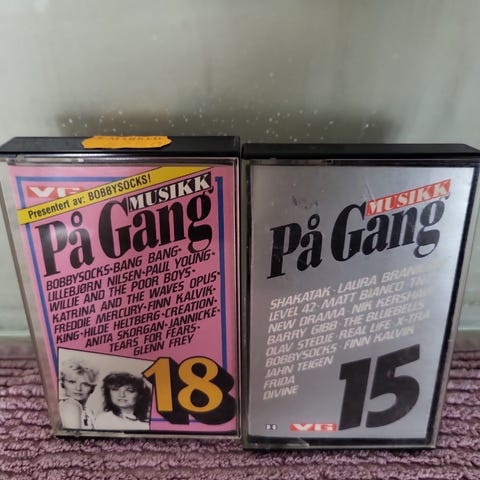 VG
Presentert av: BOBBYSOCKS!
MUSIKK
På Gang
BOBBYSOCKS·BANG BANG·
LILLEBJØRN NILSEN·PAUL YOUNG·
WILLIE AND THE POOR BOYS·
KATRINA AND THE WAVES OPUS·
FREDDIE MERCURY·FINN KALVIK·
KING·HILDE HELTBERG·CREATION·
ANITA SKORGAN·JANNICKE·
TEARS FOR FEARS·
GLENN FREY
18
MUSIKK
På Gang
SHAKATAK·LAURA
LEVEL 42·MATT BIANCO·
NEW DRAMA·NIK KERSHAW
BARRY GIBB·THE BLUEBELLS
OLAV STEDJE·REAL LIFE·X-TRA
BOBBYSOCKS·FINN KALVIK
JAHN TEIGEN
FRIDA
DIVINE
15
VG